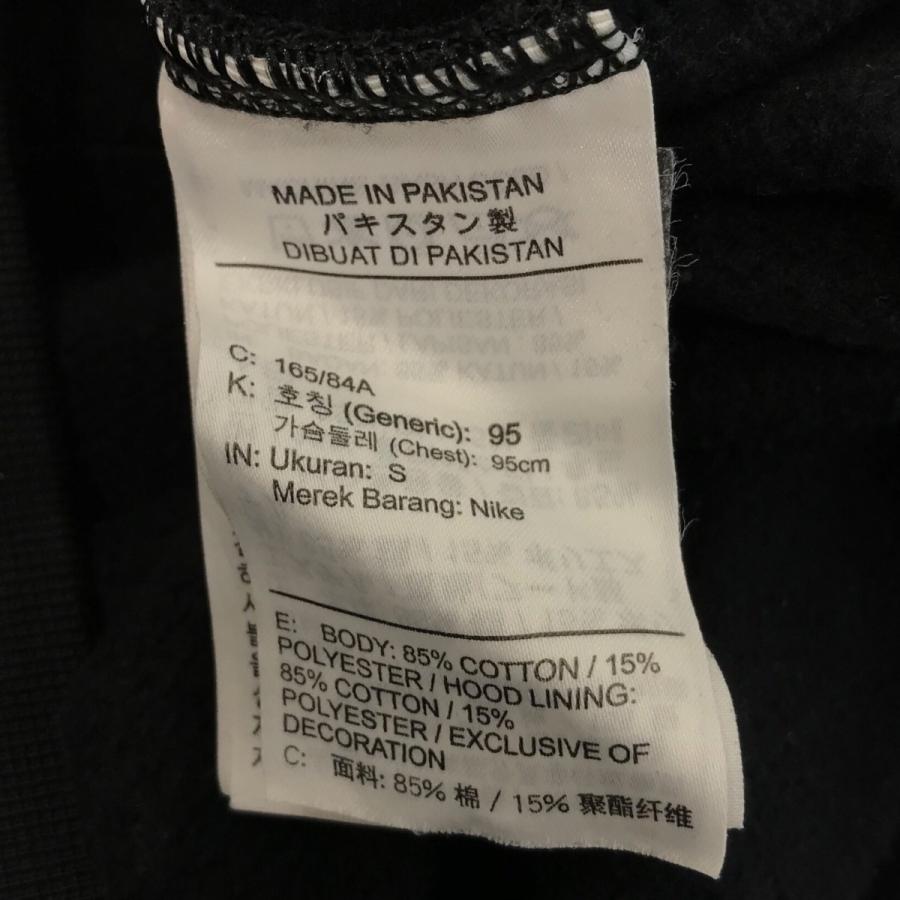 MADE IN PAKISTAN
パキスタン製
DIBUAT DI PAKISTAN
C: 165/84A
K: 호칭 (Generic): 95
가슴둘레 (Chest): 95cm
IN: Ukuran: S
Merek Barang: Nike
E: BODY: 85% COTTON / 15%
POLYESTER / HOOD LINING:
85% COTTON / 15%
POLYESTER / EXCLUSIVE OF
DECORATION
C: 面料: 85% 棉 / 15% 聚酯纤维